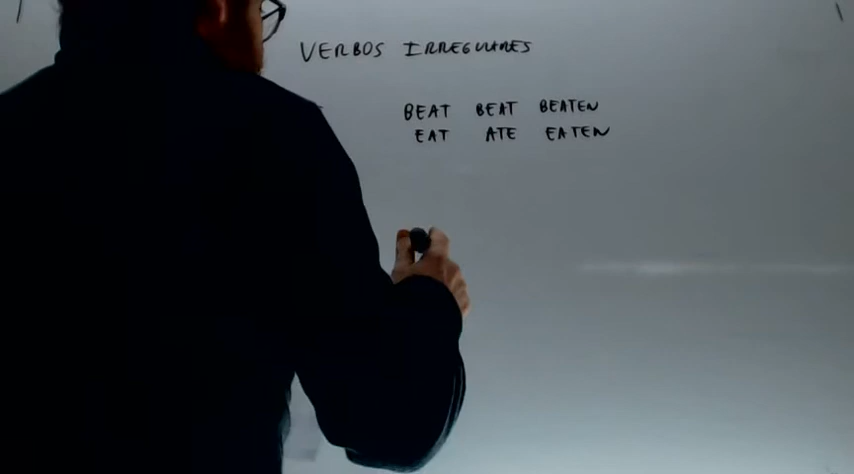 VERBOS IRREGULARES
BEAT BEAT BEATEN
EAT ATE EATEN